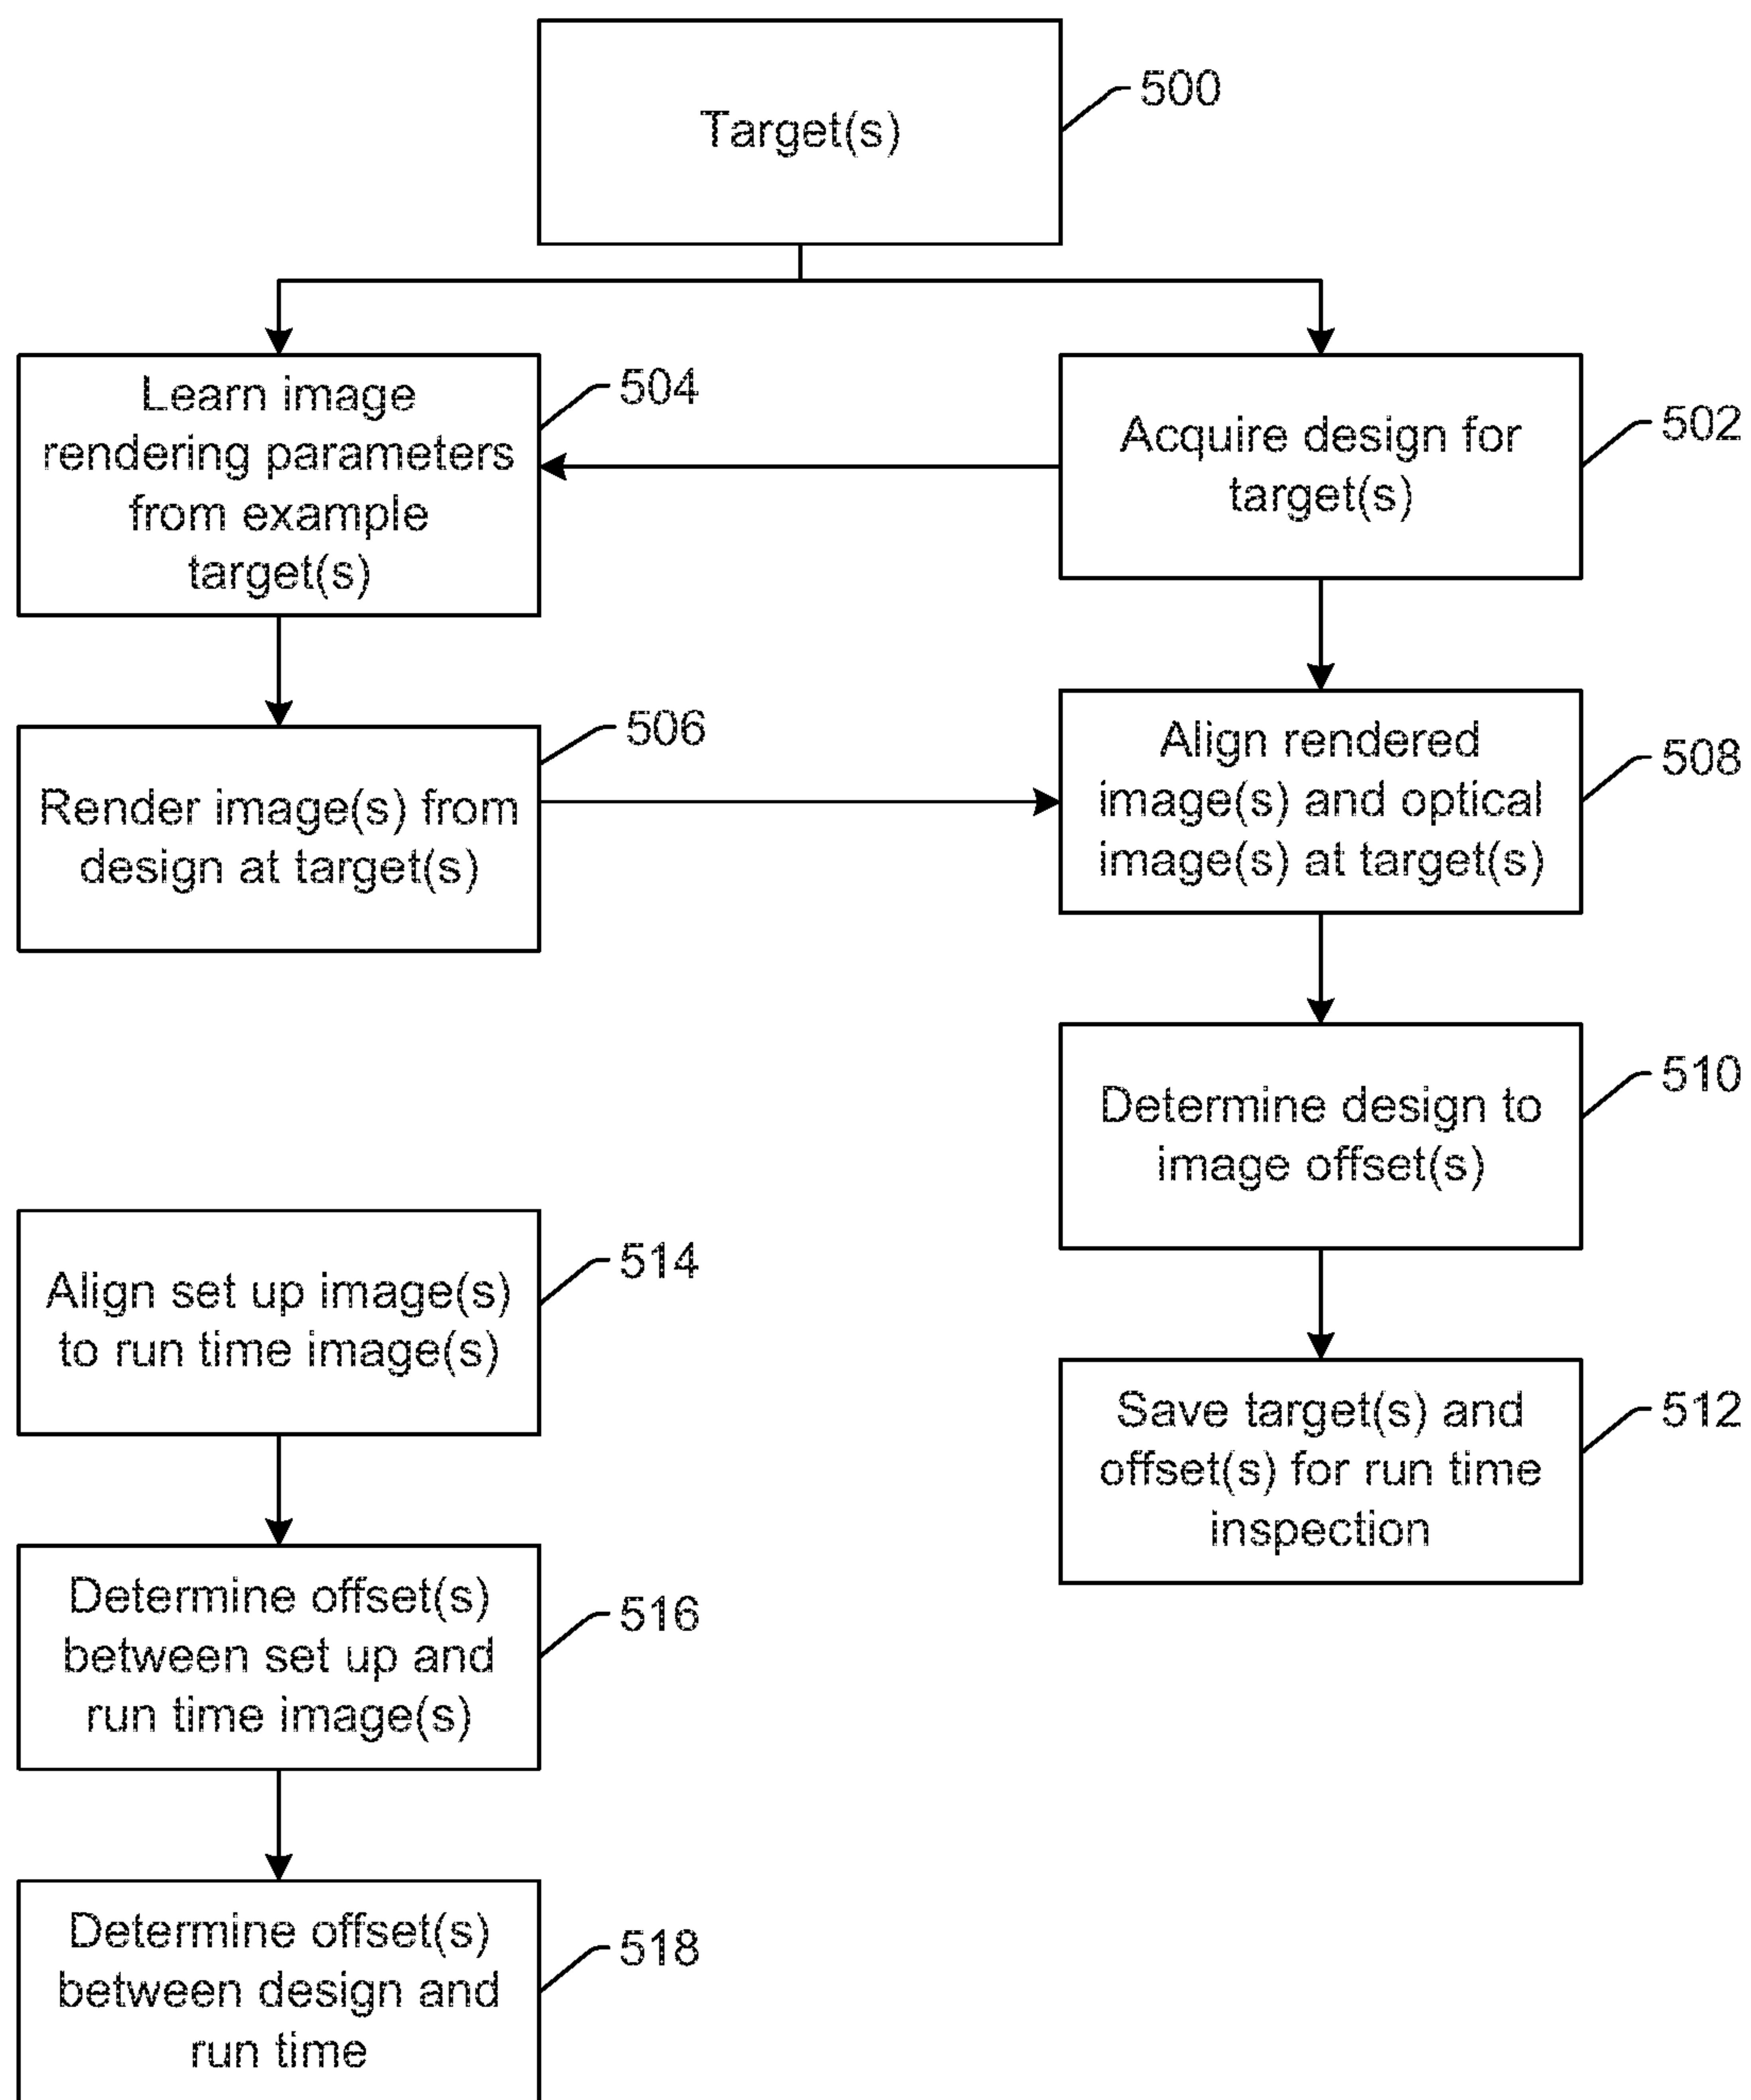 Target(s)
500
Learn image
rendering parameters
from example
target(s)
504
Acquire design for
target(s)
502
Render image(s) from
design at target(s)
506
Align rendered
image(s) and optical
image(s) at target(s)
508
Determine design to
image offset(s)
510
Save target(s) and
offset(s) for run time
inspection
512
Align set up image(s)
to run time image(s)
514
Determine offset(s)
between set up and
run time image(s)
516
Determine offset(s)
between design and
run time
518